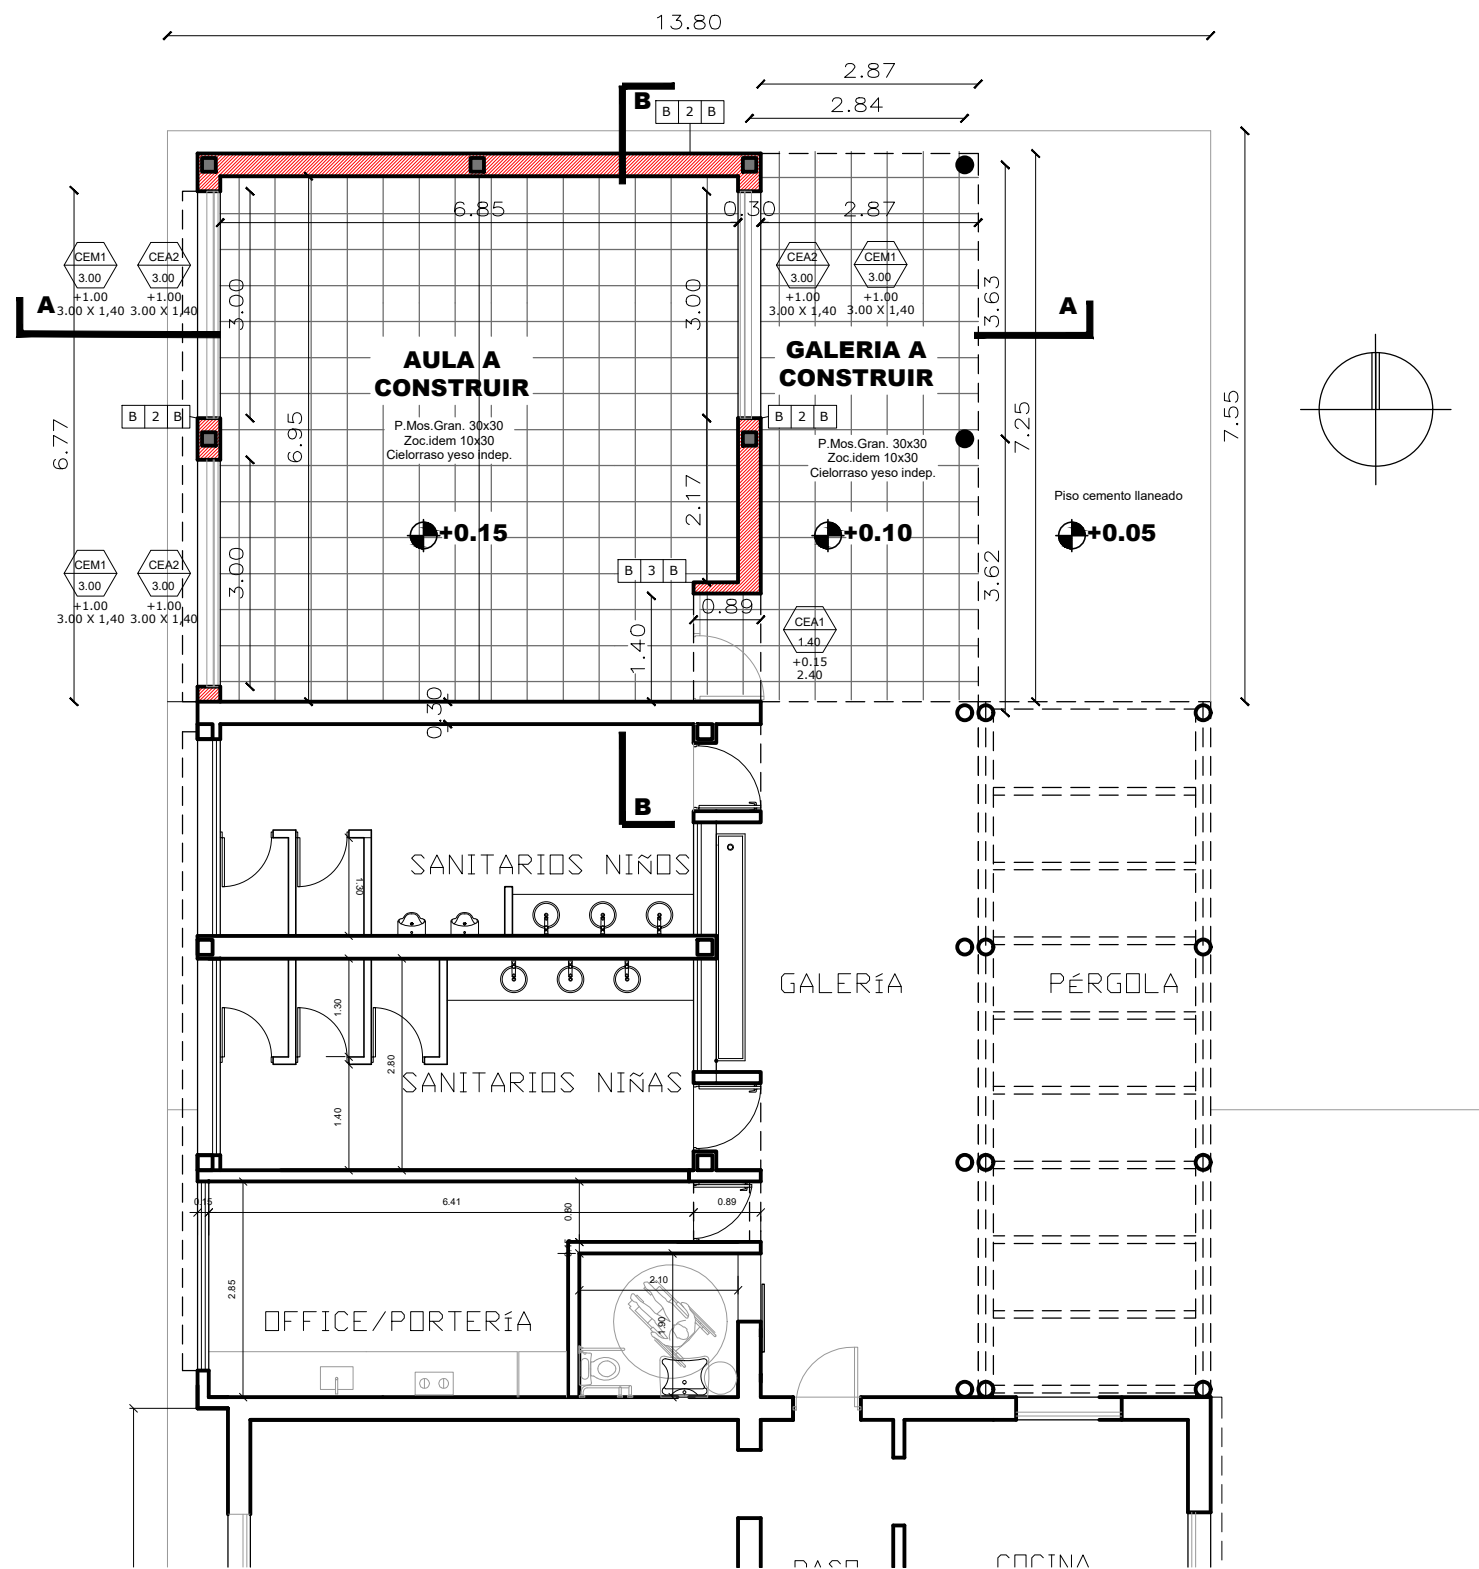 13.80
2.87
2.84
B
B 2 B
6.85
0.30
2.87
CEM1
3.00
+1.00
3.00 X 1,40
CEA2
3.00
+1.00
3.00 X 1,40
CEA2
3.00
+1.00
3.00 X 1,40
CEM1
3.00
+1.00
3.00 X 1,40
A
A
3.00
3.00
3.63
AULA A
CONSTRUIR
GALERIA A
CONSTRUIR
B 2 B
B 2 B
P.Mos.Gran. 30x30
Zoc.idem 10x30
Cielorraso yeso indep.
P.Mos.Gran. 30x30
Zoc.idem 10x30
Cielorraso yeso indep.
6.77
6.95
7.25
7.55
2.17
Piso cemento llaneado
+0.15
+0.10
+0.05
CEM1
3.00
+1.00
3.00 X 1,40
CEA2
3.00
+1.00
3.00 X 1,40
3.00
B 3 B
3.62
0.89
1.40
CEA1
1.40
+0.15
2.40
0.30
B
SANITARIOS NIÑOS
1.30
GALERÍA
PÉRGOLA
1.30
2.80
SANITARIOS NIÑAS
1.40
0.15
6.41
0.89
0.80
2.85
2.10
1.90
OFFICE/PORTERÍA
PASO
COCINA